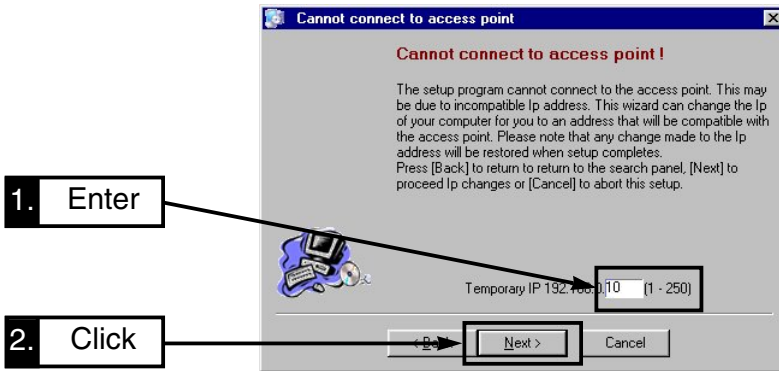 Cannot connect to access point
Cannot connect to access point !
The setup program cannot connect to the access point. This may
be due to incompatible Ip address. This wizard can change the Ip
of your computer for you to an address that will be compatible with
the access point. Please note that any change made to the Ip
address will be restored when setup completes.
Press [Back] to return to return to the search panel, [Next] to
proceed Ip changes or [Cancel] to abort this setup.
1. Enter
Temporary IP 192.168.0.10 (1 - 250)
2. Click
Next >
Cancel